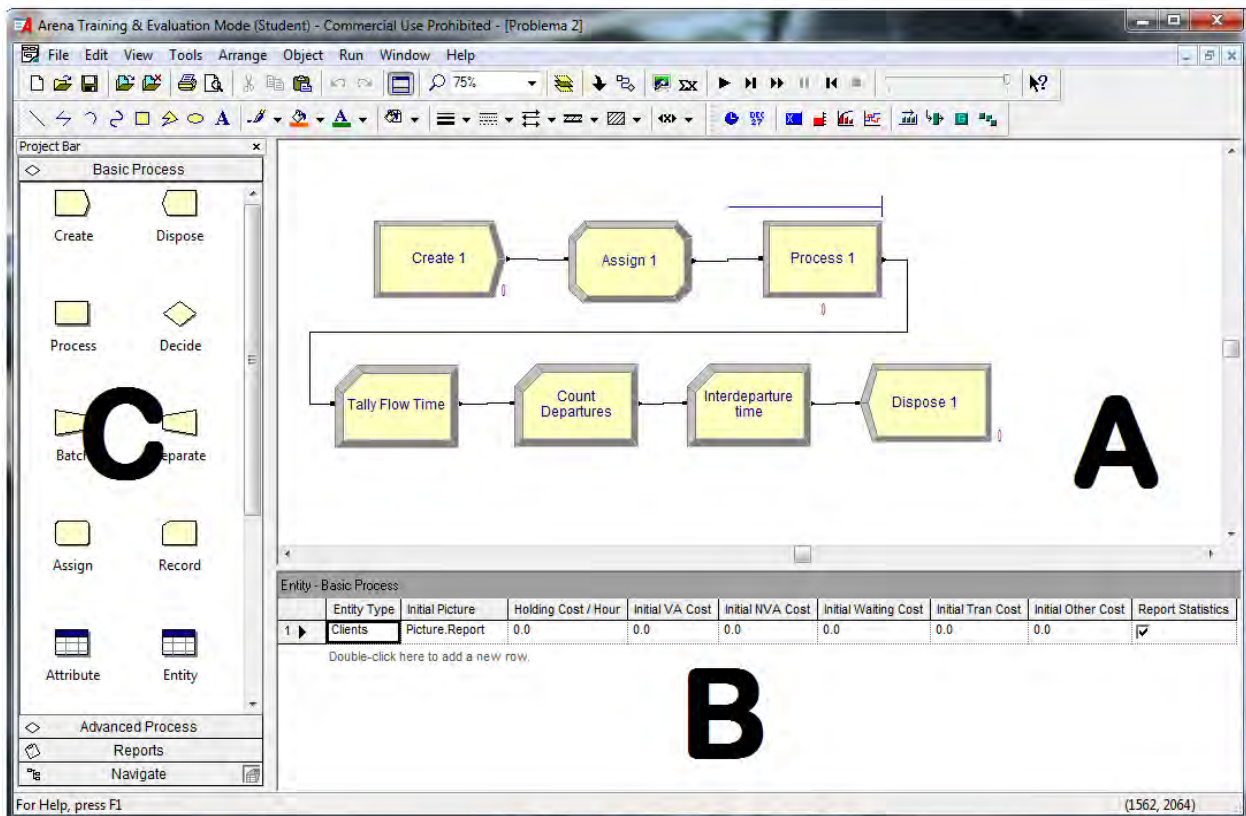 Arena Training & Evaluation Mode (Student) - Commercial Use Prohibited - [Problema 2]
File Edit View Tools Arrange Object Run Window Help
75%
A
DEC 27
Project Bar
Basic Process
Create Dispose
Process Decide
Batch Separate
Assign Record
Attribute Entity
Advanced Process
Reports
Navigate
C
Create 1 Assign 1 Process 1
0 0
Tally Flow Time Count Departures Interdeparture time Dispose 1
0
A
Entity - Basic Process
Entity Type Initial Picture Holding Cost / Hour Initial VA Cost Initial NVA Cost Initial Waiting Cost Initial Tran Cost Initial Other Cost Report Statistics
1 Clients Picture.Report 0.0 0.0 0.0 0.0 0.0 0.0
Double-click here to add a new row.
B
For Help, press F1 (1562, 2064)